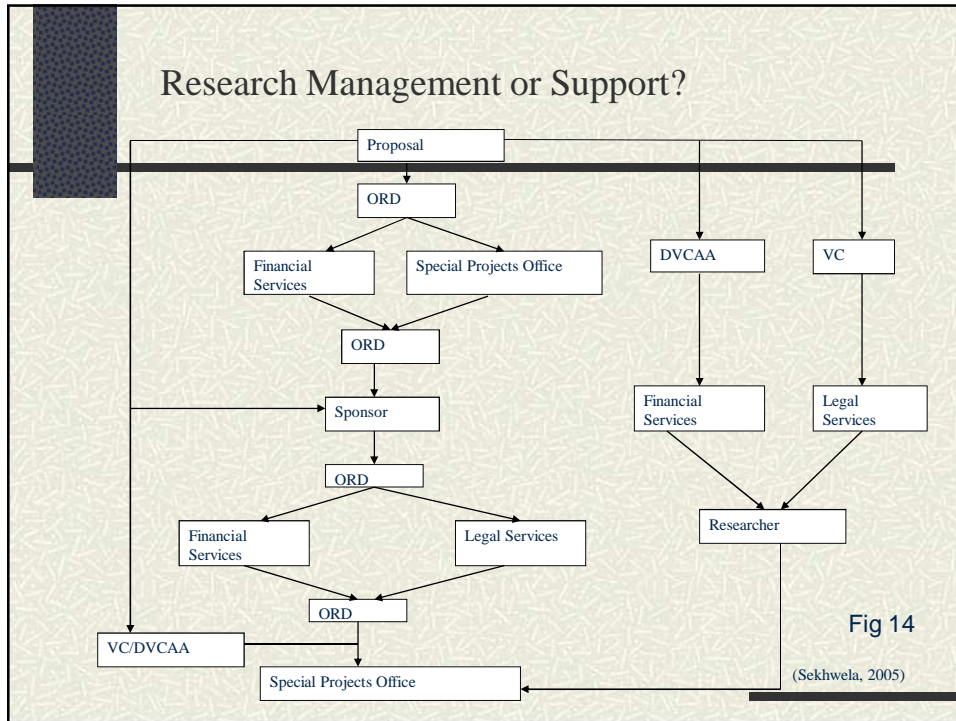 Research Management or Support?
Proposal
ORD
Financial
Services
Special Projects Office
DVCAA
VC
ORD
Sponsor
Financial
Services
Legal
Services
ORD
Financial
Services
Legal Services
Researcher
ORD
VC/DVCAA
Special Projects Office
Fig 14
(Sekhwela, 2005)